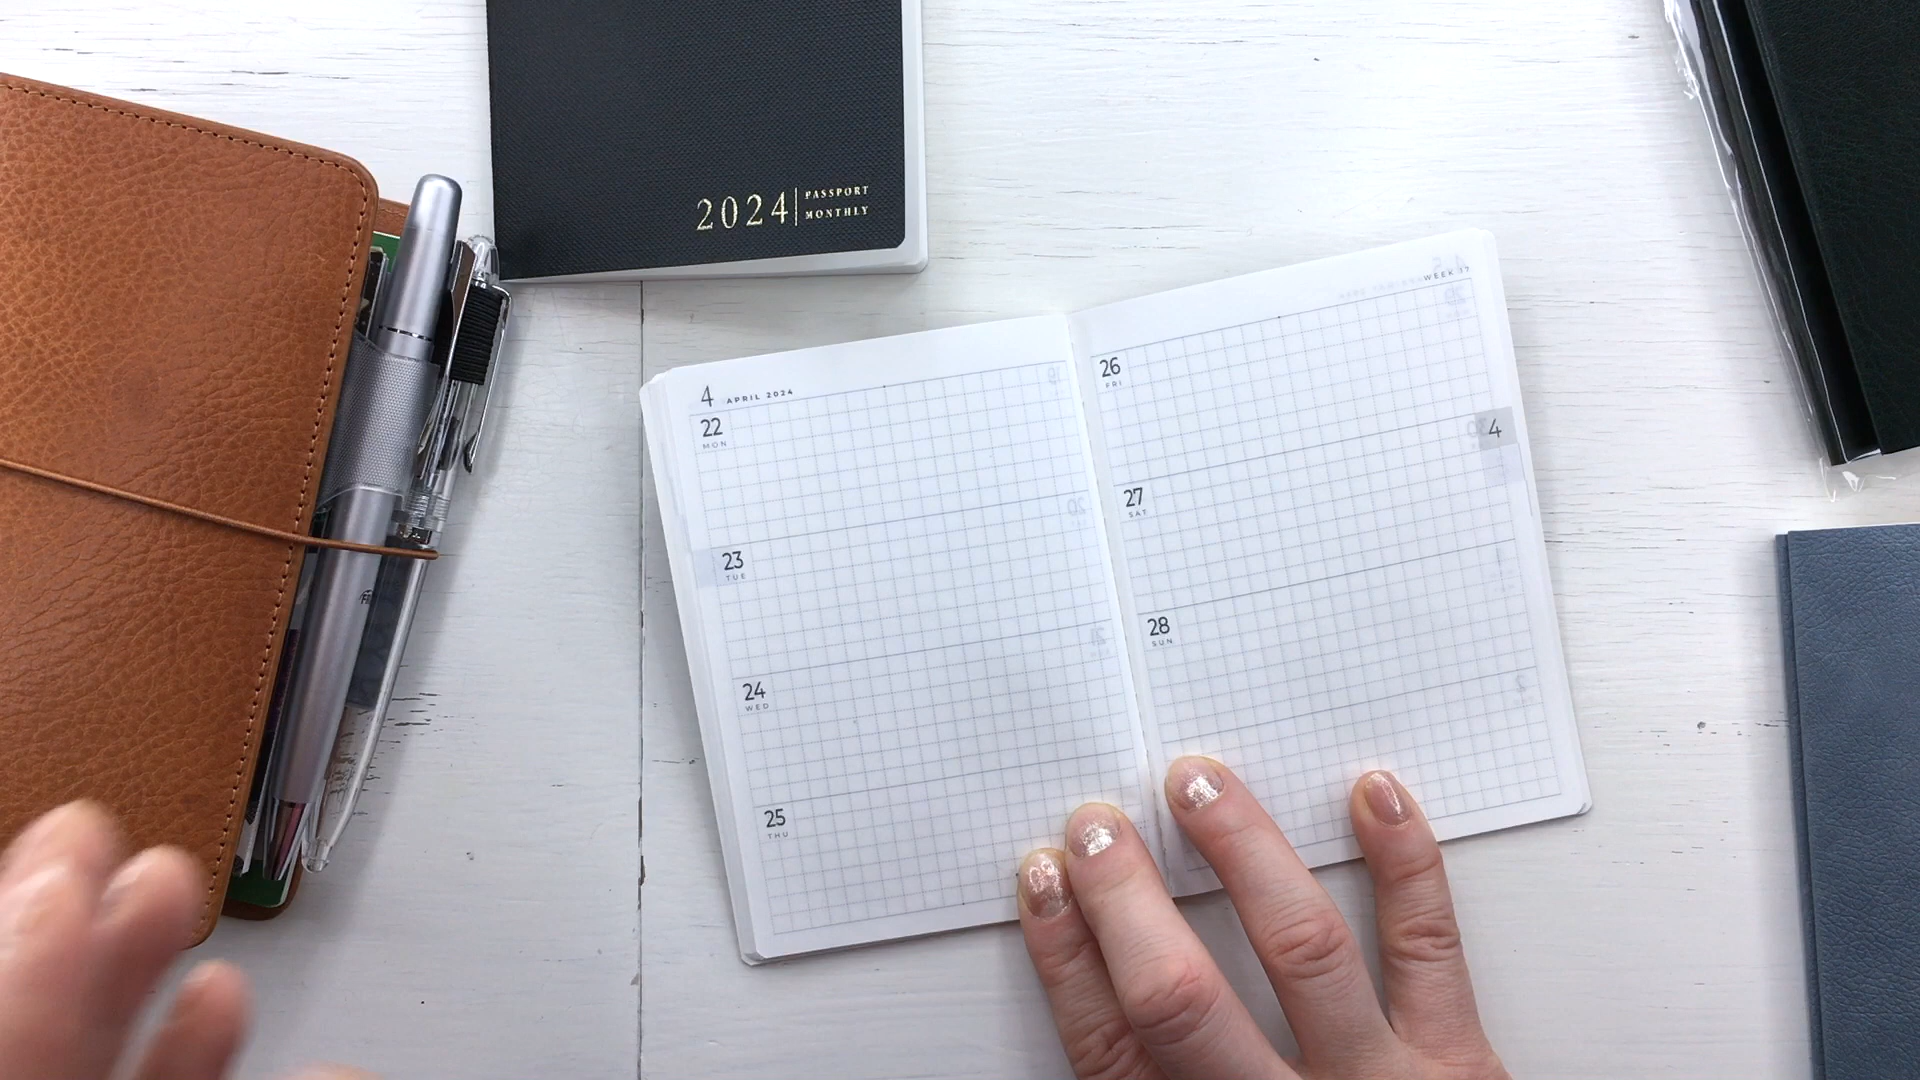 2024 PASSPORT
MONTHLY
4 APRIL 2024
22
MON
23
TUE
24
WED
25
THU
WEEK 17
26
FRI
4
27
SAT
28
SUN